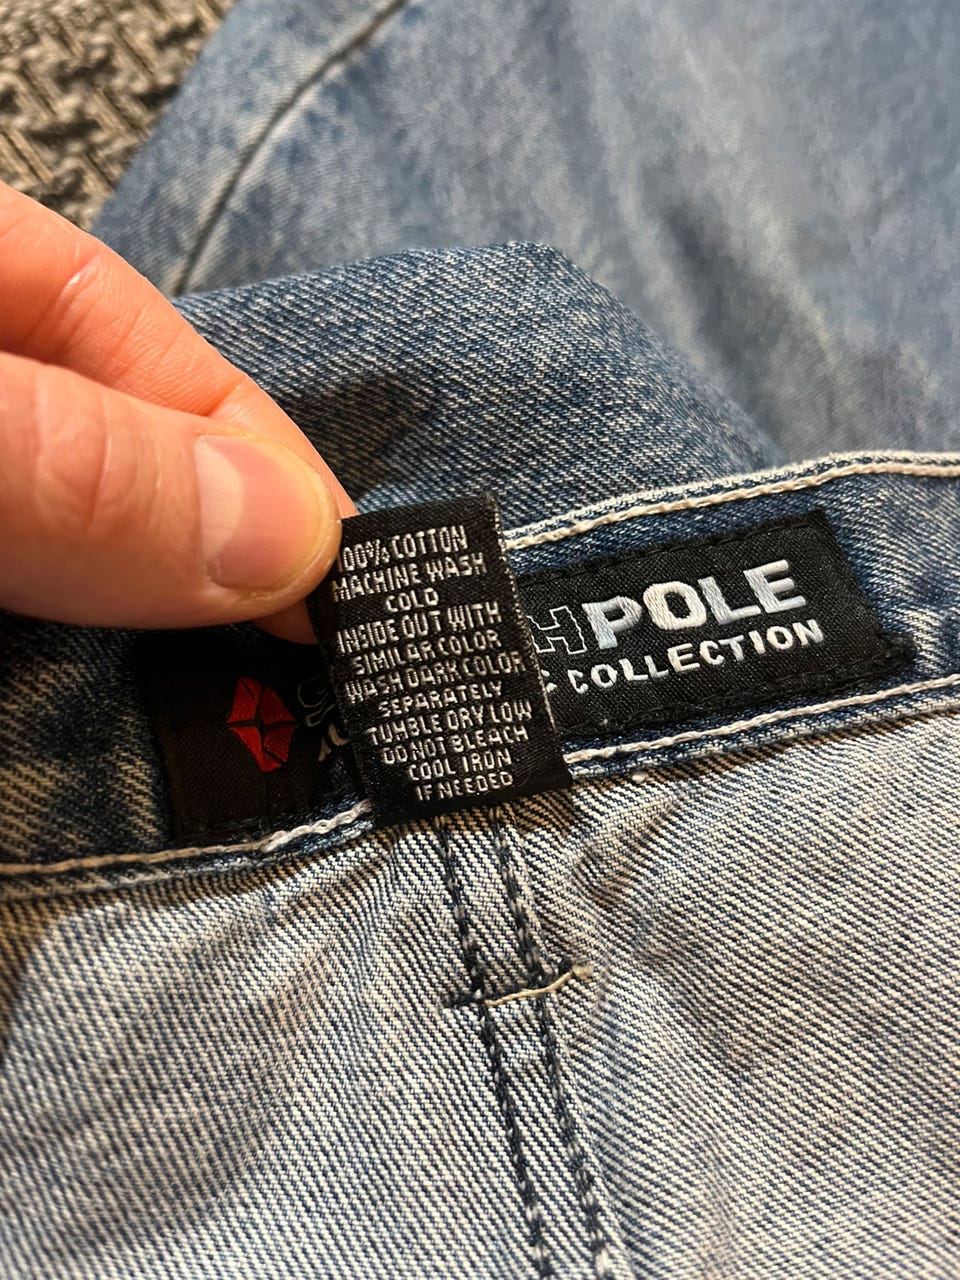 100% COTTON
MACHINE WASH
COLD
INSIDE OUT WITH
SIMILAR COLOR
WASH DARK COLOR
SEPARATELY
TUMBLE DRY LOW
DO NOT BLEACH
COOL IRON
IF NEEDED
HPOLE
C COLLECTION